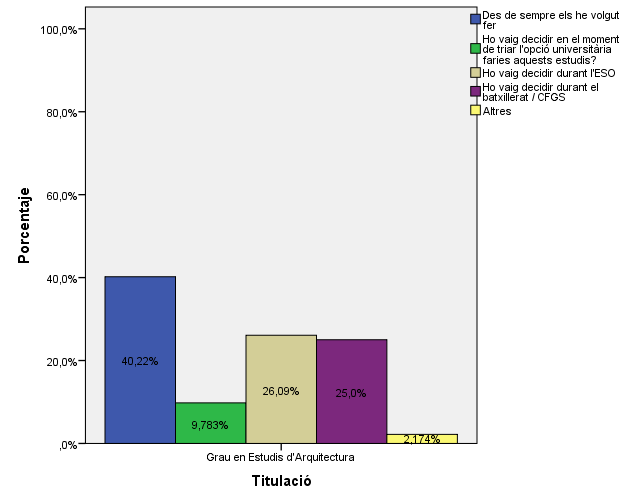 Des de sempre els he volgut
fer
Ho vaig decidir en el moment
de triar l'opció universitària
faries aquests estudis?
Ho vaig decidir durant l'ESO
Ho vaig decidir durant el
batxillerat / CFGS
Altres
100,0%
80,0%
60,0%
40,0%
20,0%
,0%
Porcentaje
40,22%
9,783%
26,09%
25,0%
2,174%
Grau en Estudis d'Arquitectura
Titulació